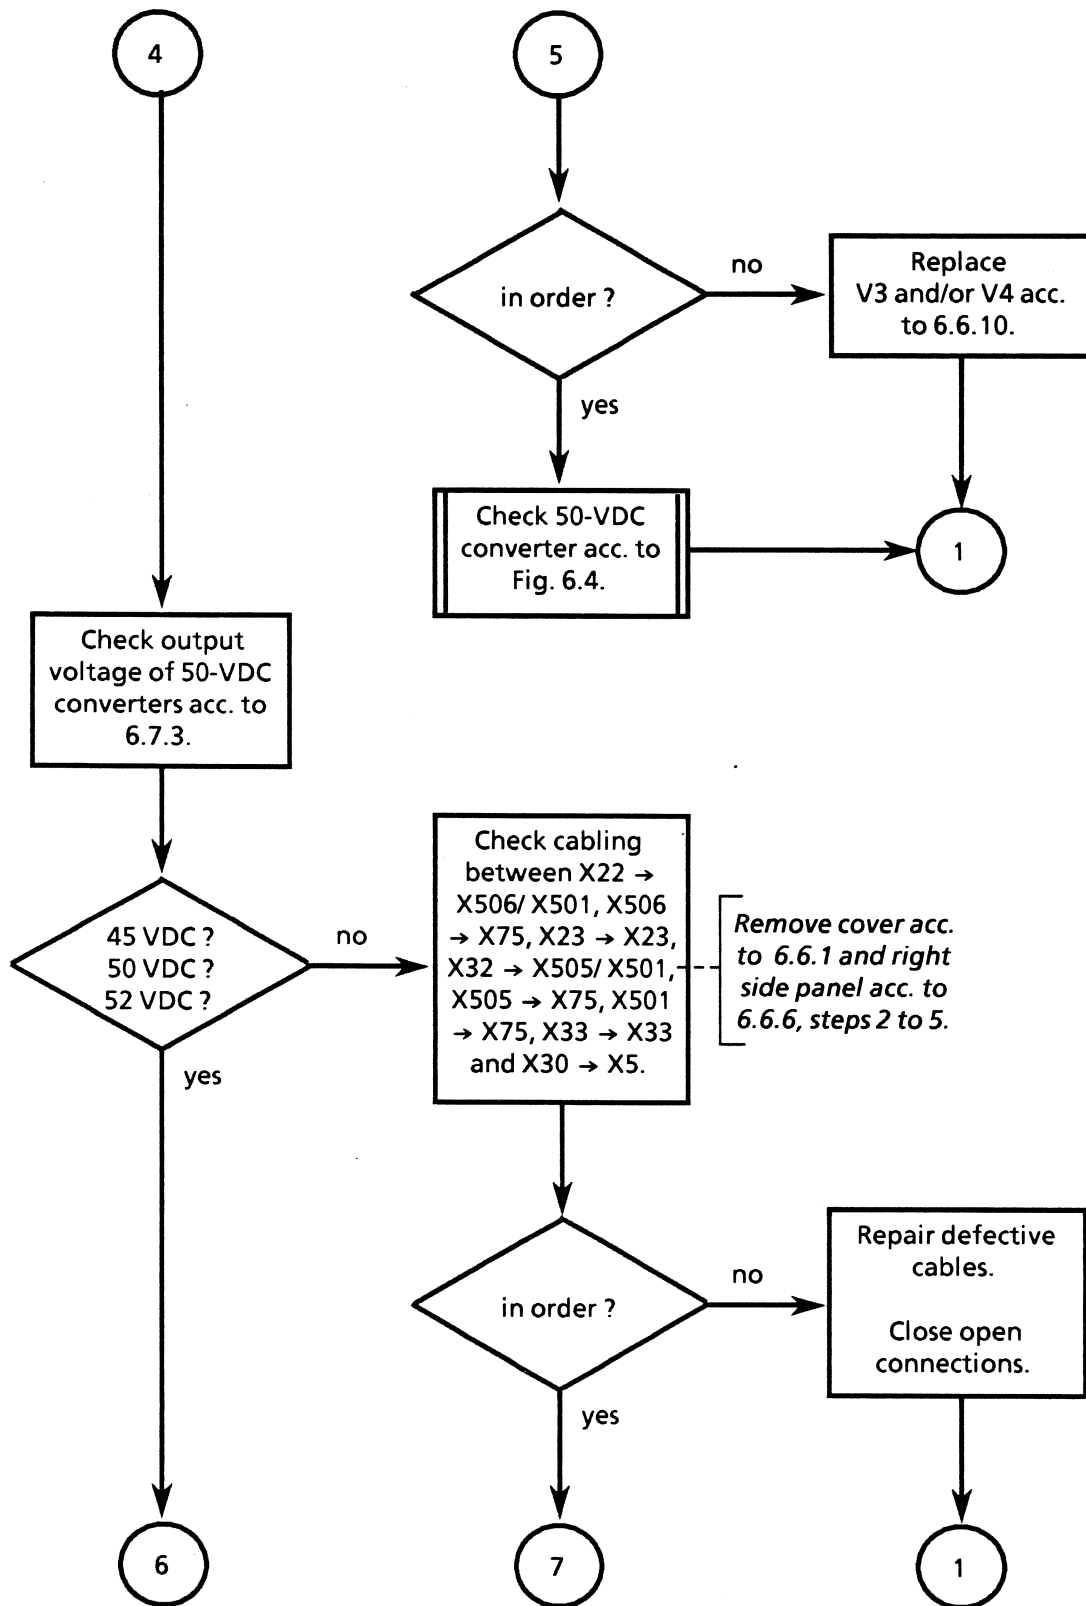 4
5
in order ?
no
Replace
V3 and/or V4 acc.
to 6.6.10.
yes
Check 50-VDC
converter acc. to
Fig. 6.4.
1
Check output
voltage of 50-VDC
converters acc. to
6.7.3.
45 VDC ?
50 VDC ?
52 VDC ?
no
yes
Check cabling
between X22 →
X506/ X501, X506
→ X75, X23 → X23,
X32 → X505/ X501,
X505 → X75, X501
→ X75, X33 → X33
and X30 → X5.
Remove cover acc.
to 6.6.1 and right
side panel acc. to
6.6.6, steps 2 to 5.
in order ?
no
Repair defective
cables.
Close open
connections.
yes
6
7
1